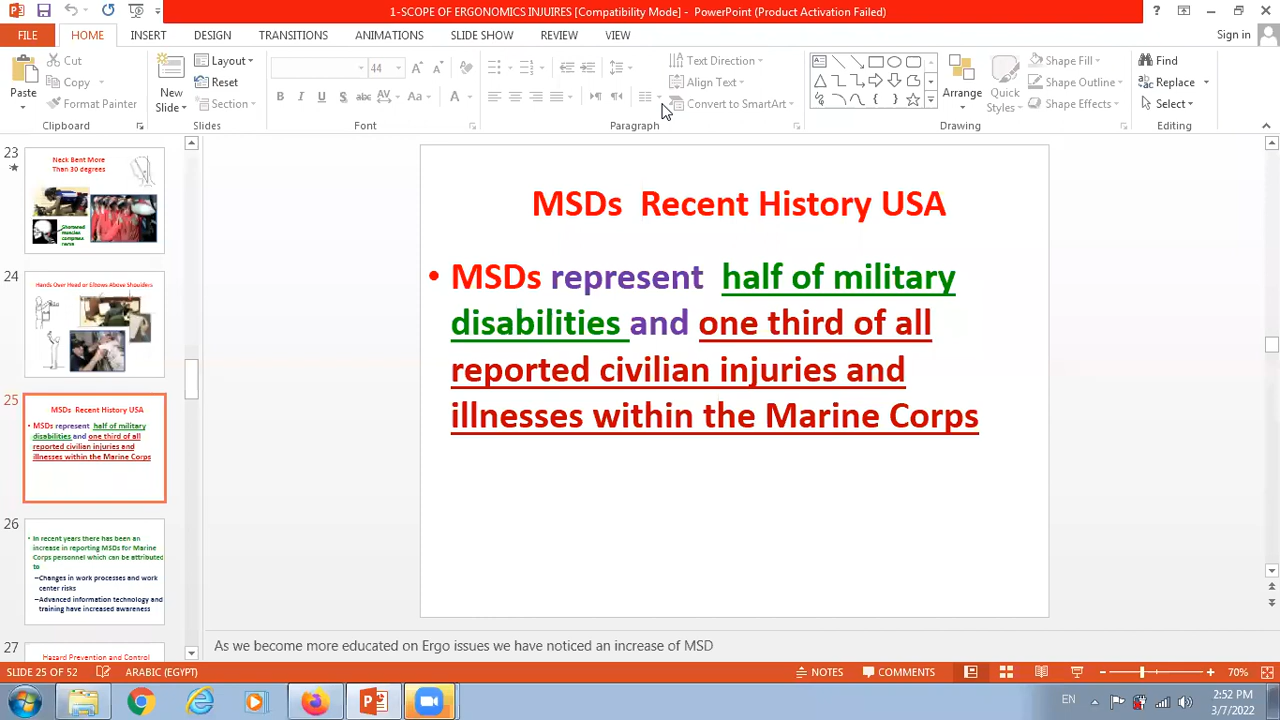 1-SCOPE OF ERGONOMICS INJUIRES [Compatibility Mode] - PowerPoint (Product Activation Failed)
FILE HOME INSERT DESIGN TRANSITIONS ANIMATIONS SLIDE SHOW REVIEW VIEW Sign in
Paste
Cut
Copy
Format Painter
Clipboard
New
Slide
Layout
Reset
Section
Slides
44
B I U S abc AV Aa A
Font
Text Direction
Align Text
Convert to SmartArt
Paragraph
Arrange
Quick
Styles
Shape Fill
Shape Outline
Shape Effects
Drawing
Find
Replace
Select
Editing
23
Neck Bent More
Than 30 degrees
Shortened
muscles
compress
nerve
24
Hands Over Head or Elbows Above Shoulders
25
MSDs Recent History USA
MSDs represent half of military
disabilities and one third of all
reported civilian injuries and
illnesses within the Marine Corps
26
In recent years there has been an
increase in reporting MSDs for Marine
Corps personnel which can be attributed
to
–Changes in work processes and work
center risks
–Advanced information technology and
training have increased awareness
27
Hazard Prevention and Control
MSDs Recent History USA
• MSDs represent half of military
disabilities and one third of all
reported civilian injuries and
illnesses within the Marine Corps
As we become more educated on Ergo issues we have noticed an increase of MSD
SLIDE 25 OF 52 ARABIC (EGYPT) NOTES COMMENTS 70%
EN
2:52 PM
3/7/2022